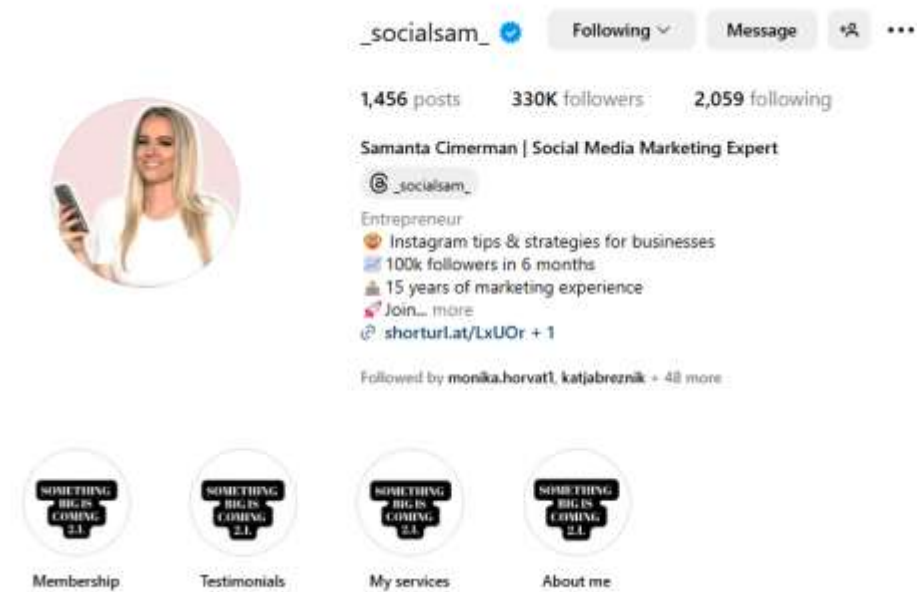 _socialsam_ Following Message
1,456 posts 330K followers 2,059 following
Samanta Cimerman | Social Media Marketing Expert
_socialsam_
Entrepreneur
Instagram tips & strategies for businesses
100k followers in 6 months
15 years of marketing experience
Join... more
shorturl.at/LxUOr + 1
Followed by monika.horvat1, katjabreznik + 48 more
SOMETHING SOMETHING SOMETHING SOMETHING
BIG IS BIG IS BIG IS BIG IS
COMING COMING COMING COMING
2.1. 2.1. 2.1. 2.1.
Membership Testimonials My services About me